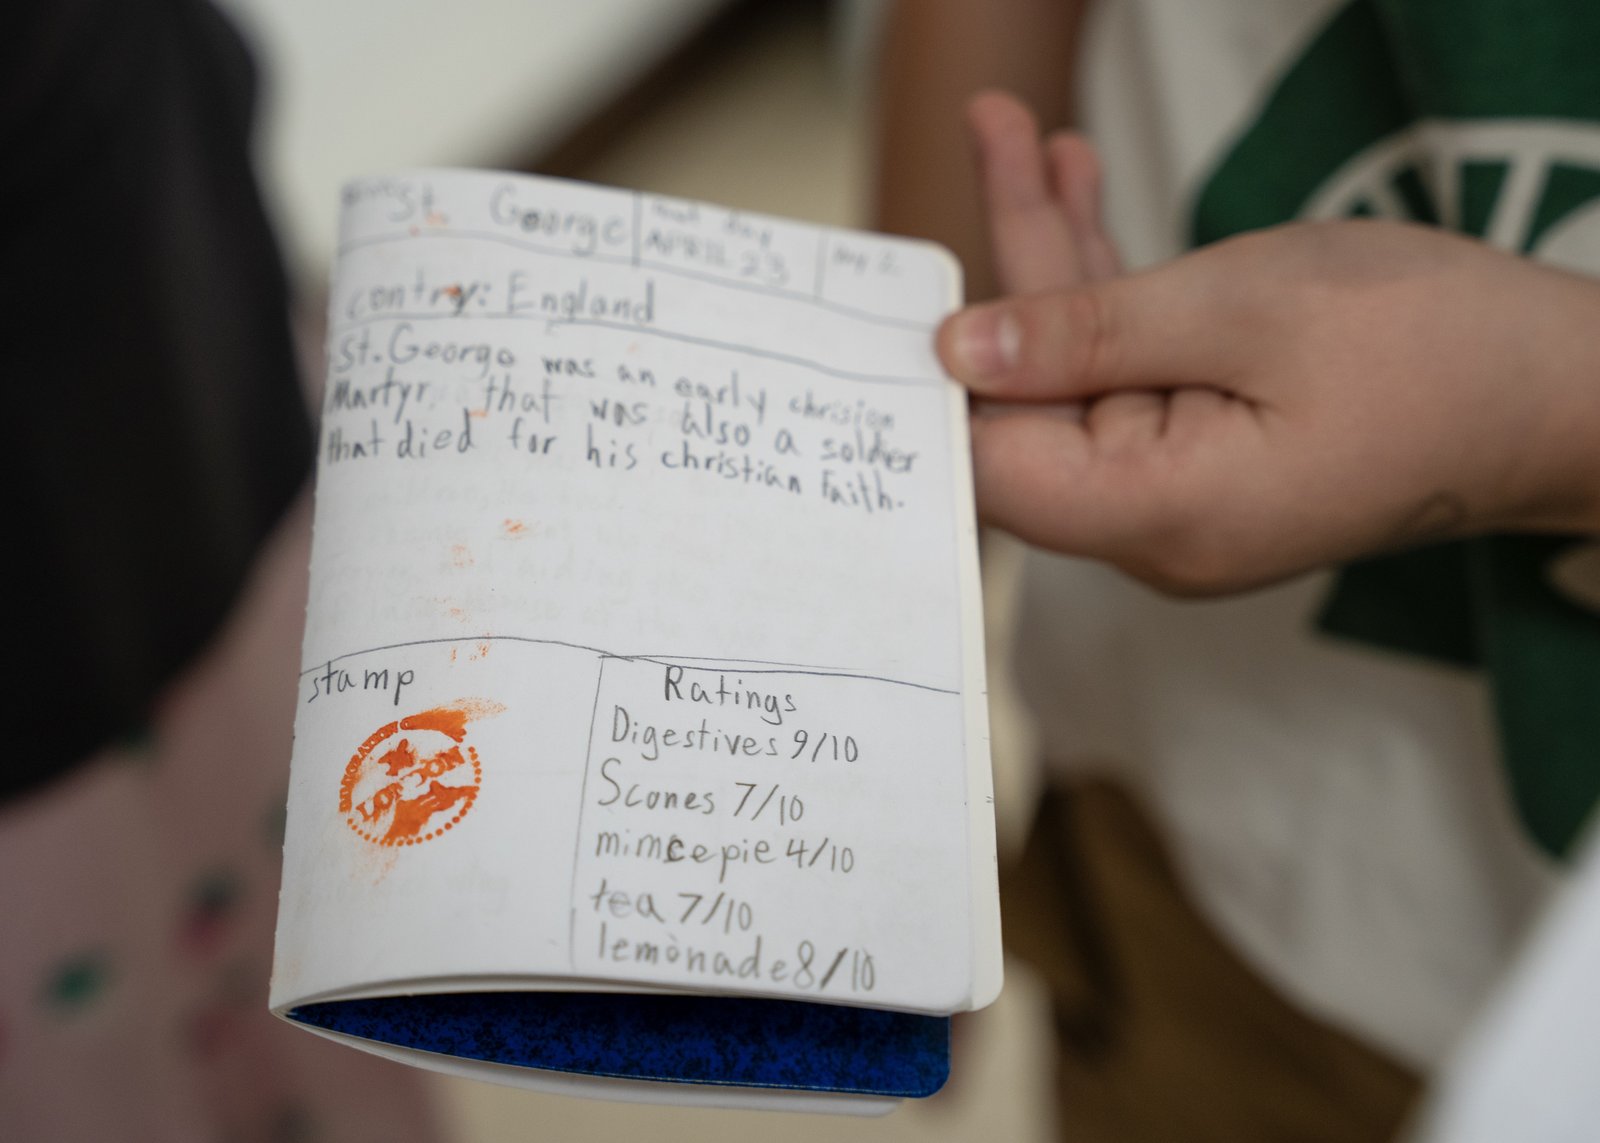 St. George
APRIL 23
contry: England
St. George was an early chrision
Martyr, that was also a soldier
that died for his christian Faith.
stamp
LONDON
Ratings
Digestives 9/10
Scones 7/10
mimcepie 4/10
tea 7/10
lemonade 8/10